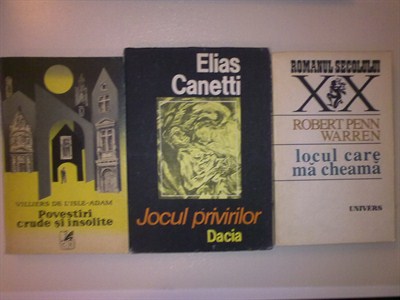 VILLIERS DE L'ISLE-ADAM
Povestiri
crude și insolite
Elias
Canetti
Jocul privirilor
Dacia
ROMANUL SECOLULUI
XX
ROBERT PENN
WARREN
locul care
mă cheamă
UNIVERS